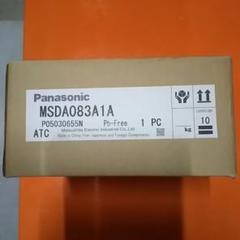 Panasonic
MSDA083A1A
P05030655N Pb-Free 1 PC
ATC
Matsushita Electric Industrial Co.,Ltd.
Made in China From Japanese and Foreign Components
kg
10